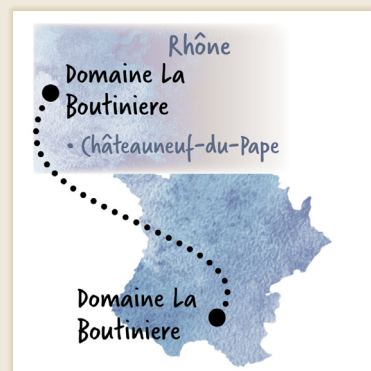 Rhône
Domaine La
Boutiniere
• Châteauneuf-du-Pape
Domaine La
Boutiniere